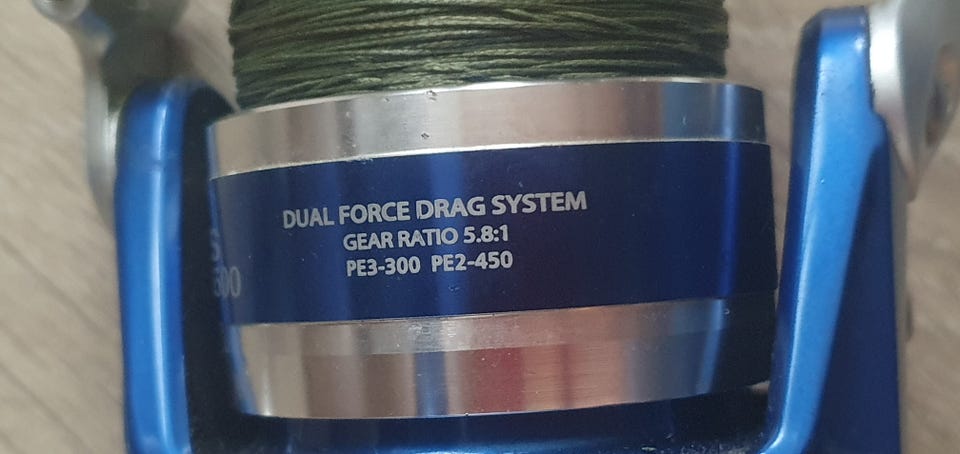 DUAL FORCE DRAG SYSTEM
GEAR RATIO 5.8:1
PE3-300 PE2-450